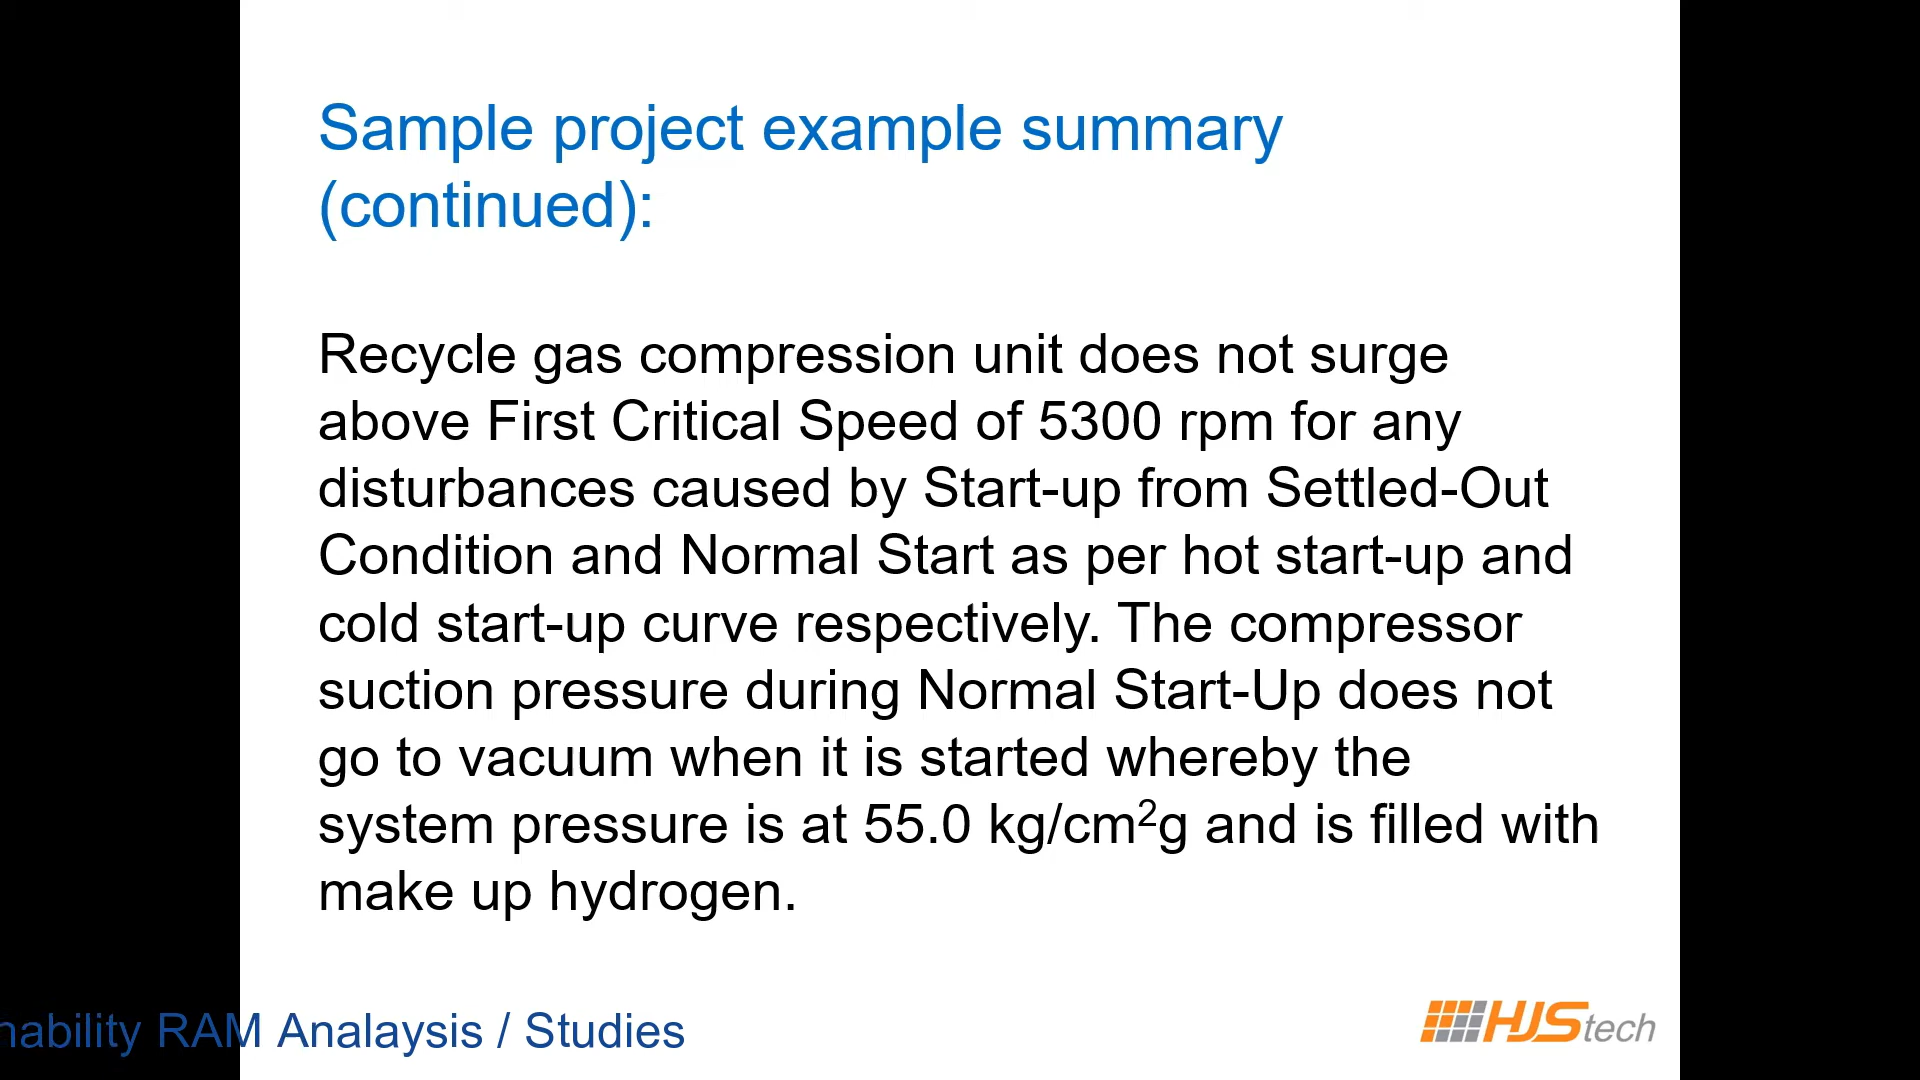 Sample project example summary
(continued):
Recycle gas compression unit does not surge
above First Critical Speed of 5300 rpm for any
disturbances caused by Start-up from Settled-Out
Condition and Normal Start as per hot start-up and
cold start-up curve respectively. The compressor
suction pressure during Normal Start-Up does not
go to vacuum when it is started whereby the
system pressure is at 55.0 kg/cm²g and is filled with
make up hydrogen.
nability RAM Analaysis / Studies
HJS tech